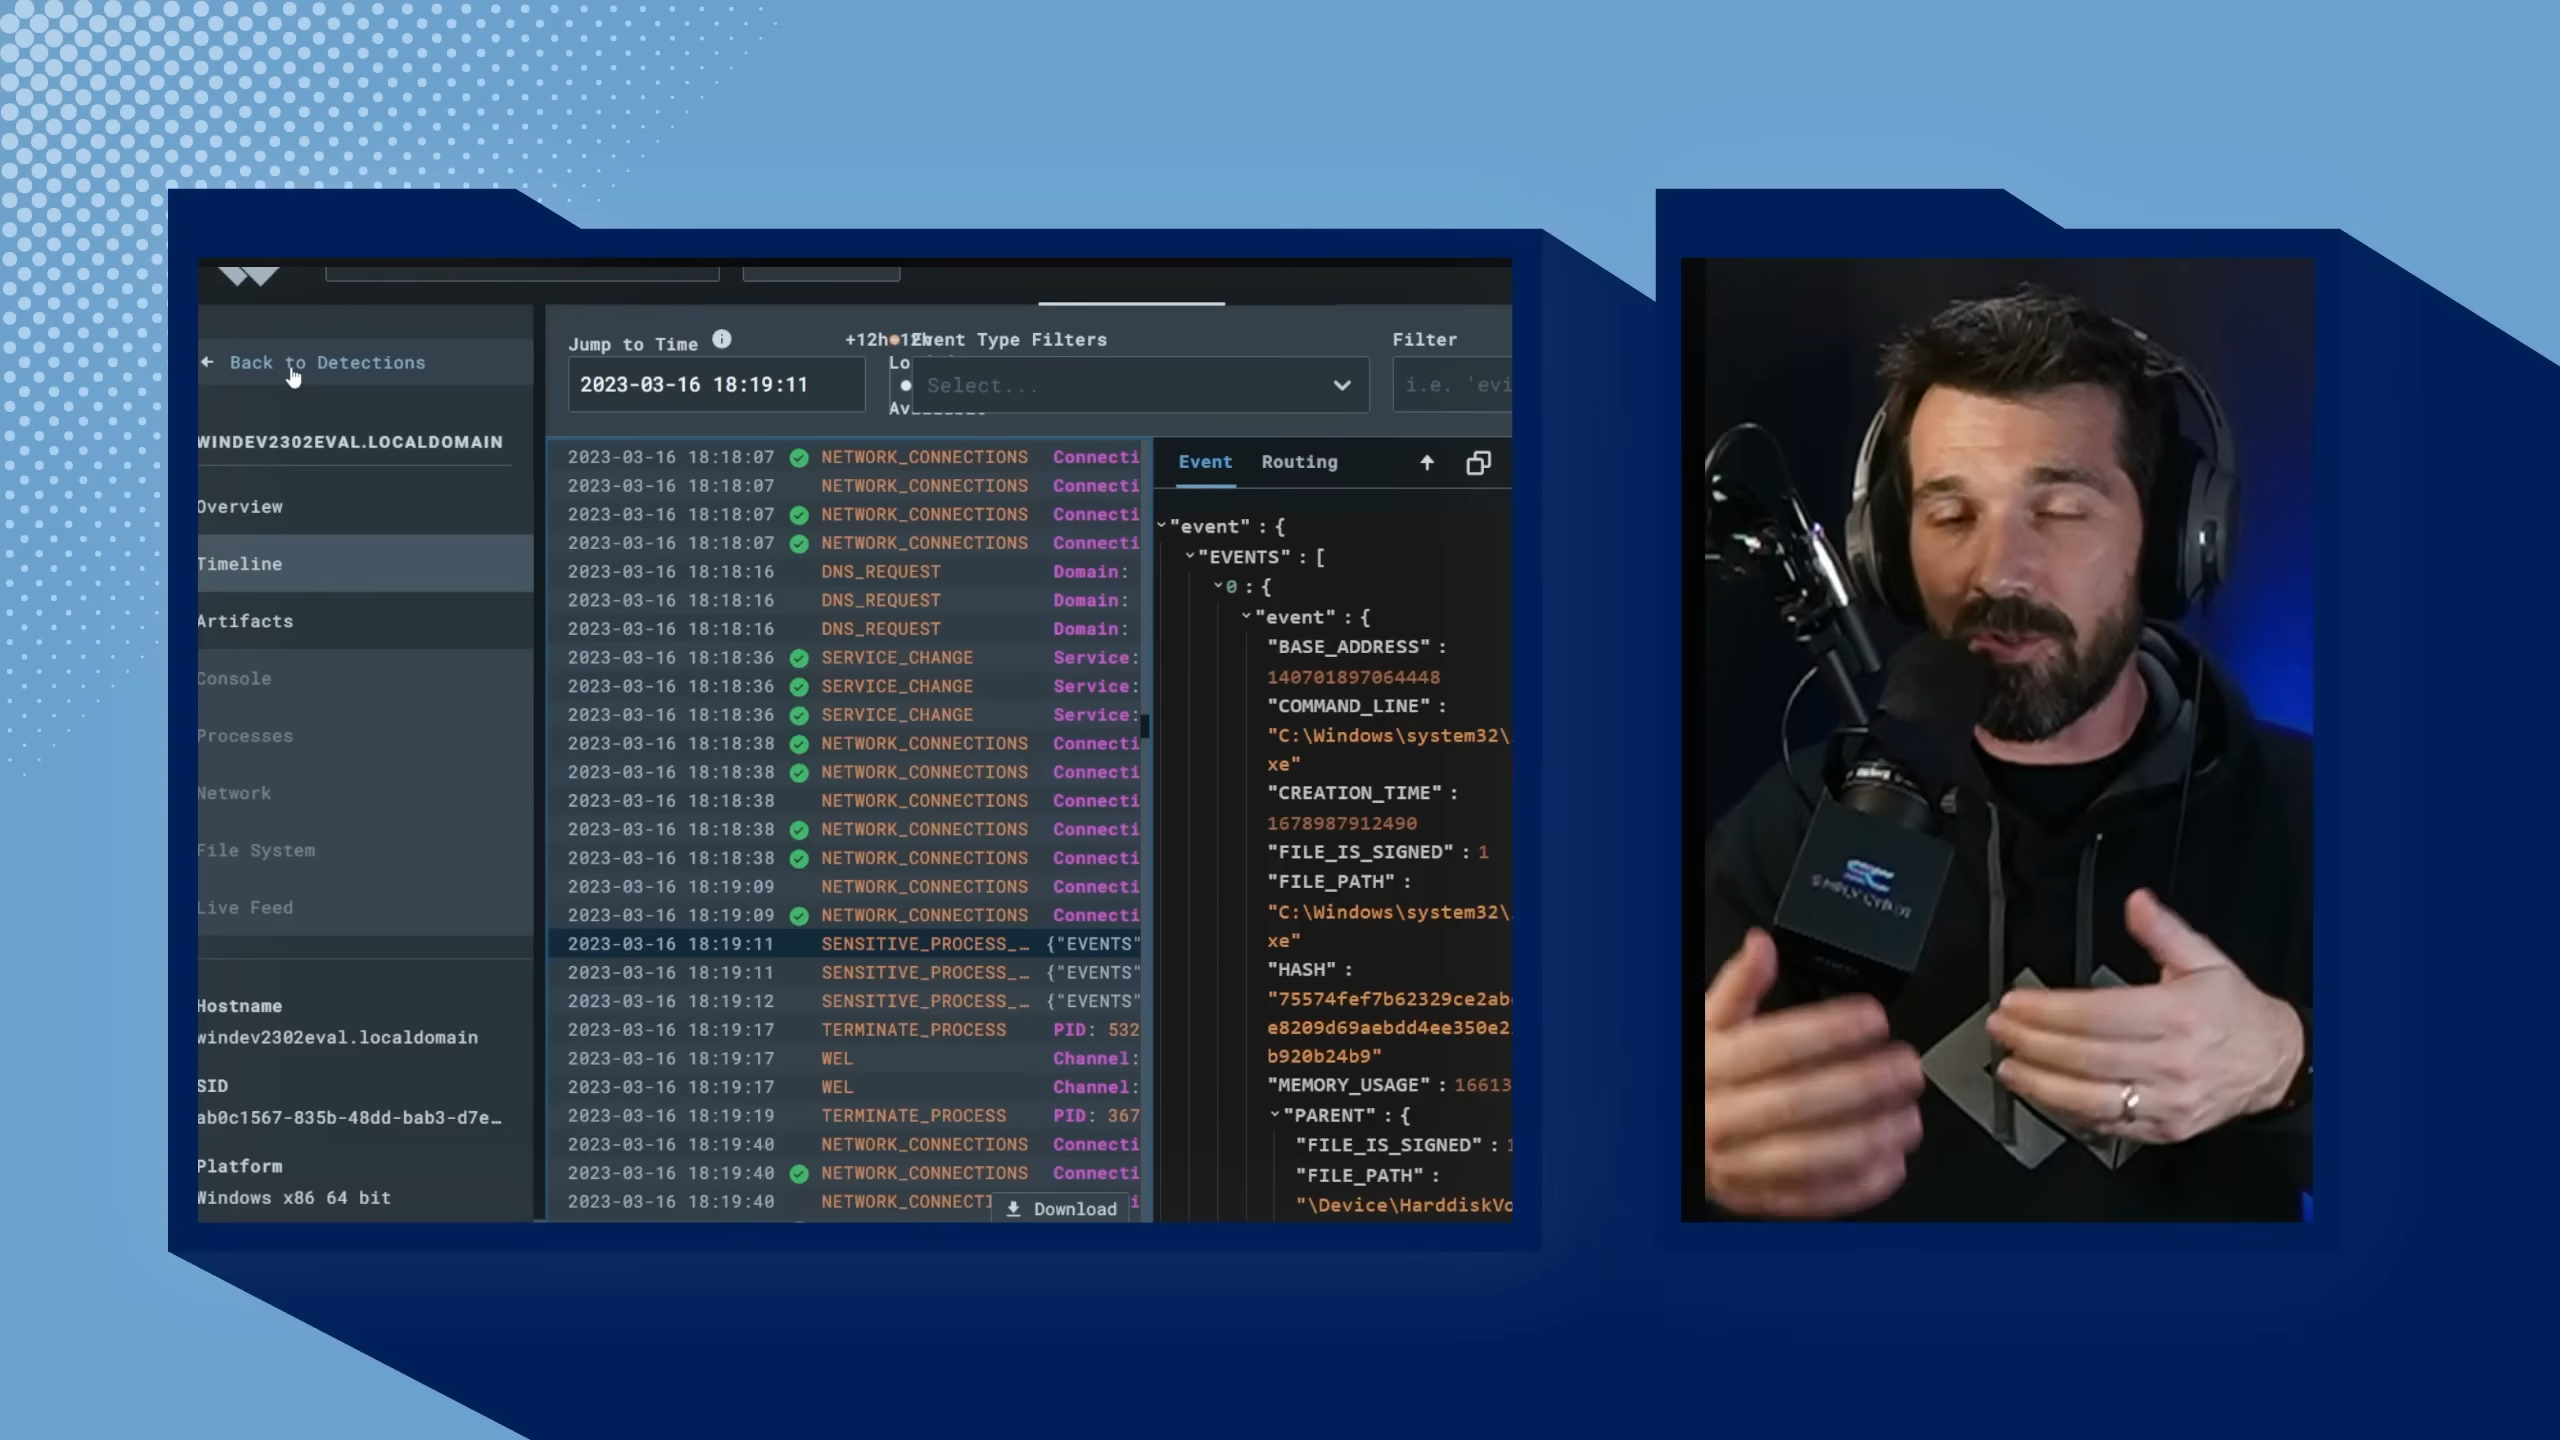 Back to Detections
WINDEV2302EVAL.LOCALDOMAIN
Overview
Timeline
Artifacts
Console
Processes
Network
File System
Live Feed
Hostname
windev2302eval.localdomain
SID
ab0c1567-835b-48dd-bab3-d7e…
Platform
Windows x86 64 bit
Jump to Time
2023-03-16 18:19:11
+12h
Lo
Av
Event Type Filters
Select...
Filter
i.e. 'evi
2023-03-16 18:18:07 NETWORK_CONNECTIONS Connecti
2023-03-16 18:18:07 NETWORK_CONNECTIONS Connecti
2023-03-16 18:18:07 NETWORK_CONNECTIONS Connecti
2023-03-16 18:18:07 NETWORK_CONNECTIONS Connecti
2023-03-16 18:18:16 DNS_REQUEST Domain:
2023-03-16 18:18:16 DNS_REQUEST Domain:
2023-03-16 18:18:16 DNS_REQUEST Domain:
2023-03-16 18:18:36 SERVICE_CHANGE Service:
2023-03-16 18:18:36 SERVICE_CHANGE Service:
2023-03-16 18:18:36 SERVICE_CHANGE Service:
2023-03-16 18:18:38 NETWORK_CONNECTIONS Connecti
2023-03-16 18:18:38 NETWORK_CONNECTIONS Connecti
2023-03-16 18:18:38 NETWORK_CONNECTIONS Connecti
2023-03-16 18:18:38 NETWORK_CONNECTIONS Connecti
2023-03-16 18:18:38 NETWORK_CONNECTIONS Connecti
2023-03-16 18:19:09 NETWORK_CONNECTIONS Connecti
2023-03-16 18:19:09 NETWORK_CONNECTIONS Connecti
2023-03-16 18:19:11 SENSITIVE_PROCESS_… {"EVENTS"
2023-03-16 18:19:11 SENSITIVE_PROCESS_… {"EVENTS"
2023-03-16 18:19:12 SENSITIVE_PROCESS_… {"EVENTS"
2023-03-16 18:19:17 TERMINATE_PROCESS PID: 532
2023-03-16 18:19:17 WEL Channel:
2023-03-16 18:19:17 WEL Channel:
2023-03-16 18:19:19 TERMINATE_PROCESS PID: 367
2023-03-16 18:19:40 NETWORK_CONNECTIONS Connecti
2023-03-16 18:19:40 NETWORK_CONNECTIONS Connecti
2023-03-16 18:19:40 NETWORK_CONNECT
Download
Event Routing
"event" : {
"EVENTS" : [
0 : {
"event" : {
"BASE_ADDRESS" :
140701897064448
"COMMAND_LINE" :
"C:\Windows\system32\
xe"
"CREATION_TIME" :
1678987912490
"FILE_IS_SIGNED" : 1
"FILE_PATH" :
"C:\Windows\system32\
xe"
"HASH" :
"75574fef7b62329ce2ab
e8209d69aebdd4ee350e2
b920b24b9"
"MEMORY_USAGE" : 16613
"PARENT" : {
"FILE_IS_SIGNED" : 1
"FILE_PATH" :
"\Device\HarddiskVo
SIMPLY CYBER